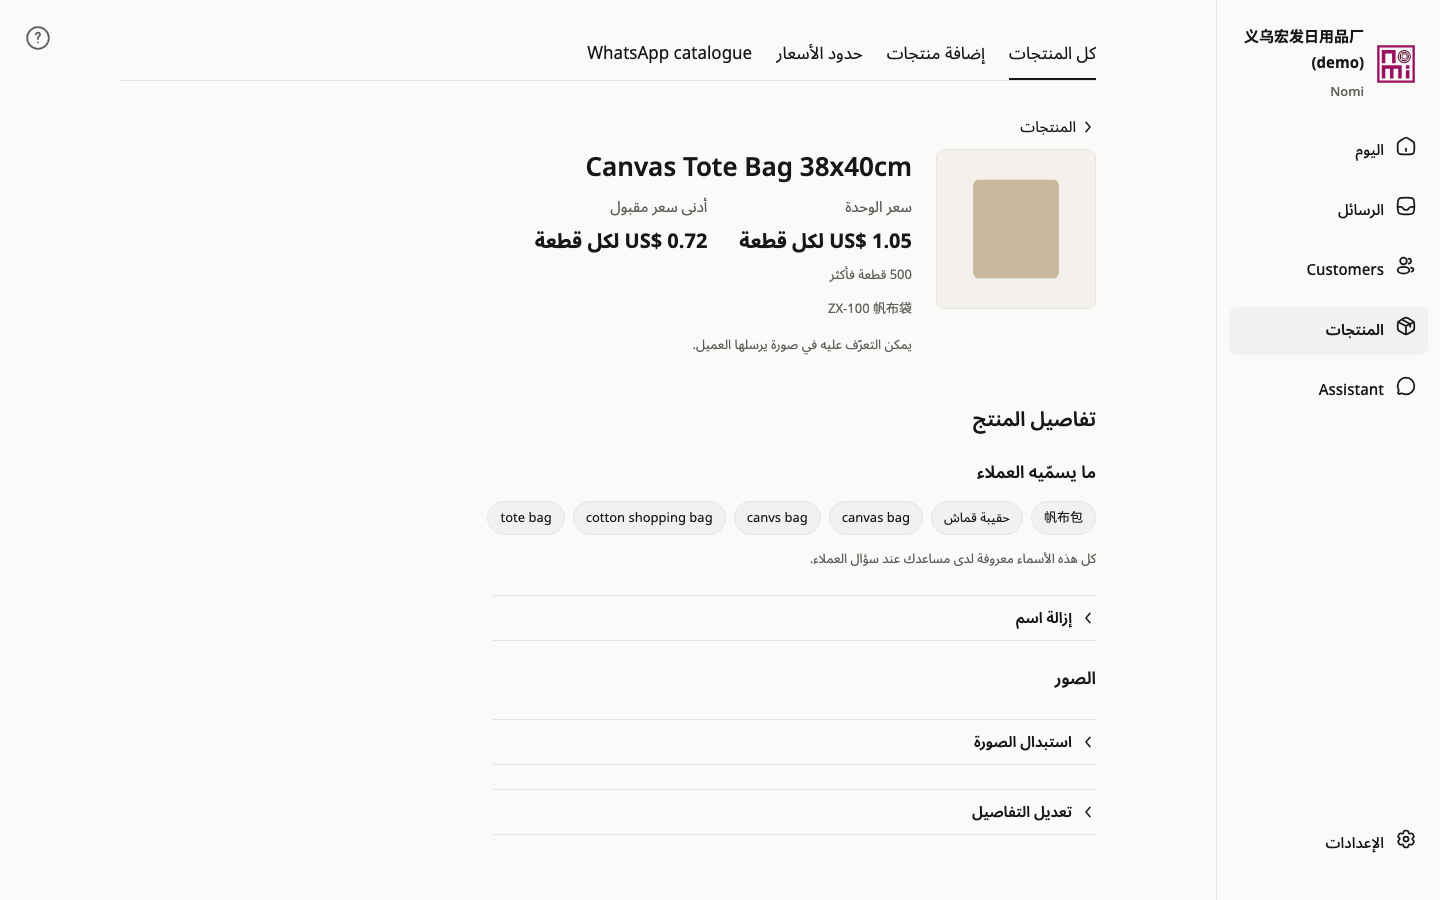 义乌宏发日用品厂
(demo)
Nomi
اليوم
الرسائل
Customers
المنتجات
Assistant
الإعدادات
كل المنتجات
إضافة منتجات
حدود الأسعار
WhatsApp catalogue
المنتجات
Canvas Tote Bag 38x40cm
سعر الوحدة
US$ 1.05 لكل قطعة
أدنى سعر مقبول
US$ 0.72 لكل قطعة
500 قطعة فأكثر
ZX-100 帆布袋
يمكن التعرّف عليه في صورة يرسلها العميل.
تفاصيل المنتج
ما يسمّيه العملاء
帆布包
حقيبة قماش
canvas bag
canvs bag
cotton shopping bag
tote bag
كل هذه الأسماء معروفة لدى مساعدك عند سؤال العملاء.
إزالة اسم
الصور
استبدال الصورة
تعديل التفاصيل